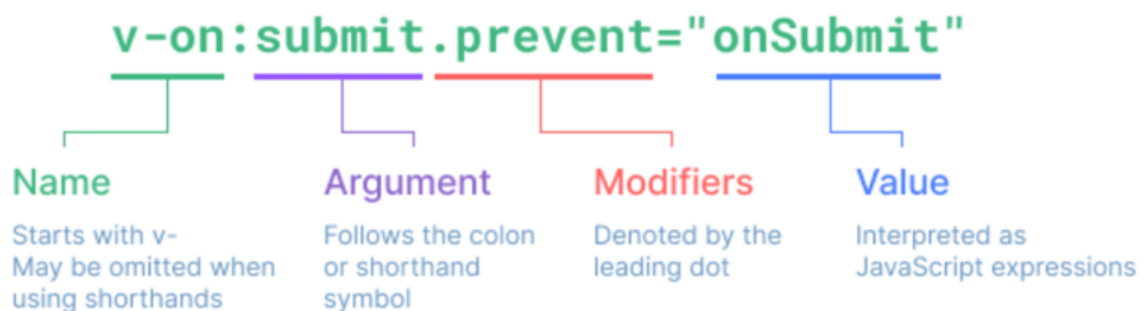 v-on:submit.prevent="onSubmit"
Name
Starts with v-
May be omitted when
using shorthands
Argument
Follows the colon
or shorthand
symbol
Modifiers
Denoted by the
leading dot
Value
Interpreted as
JavaScript expressions